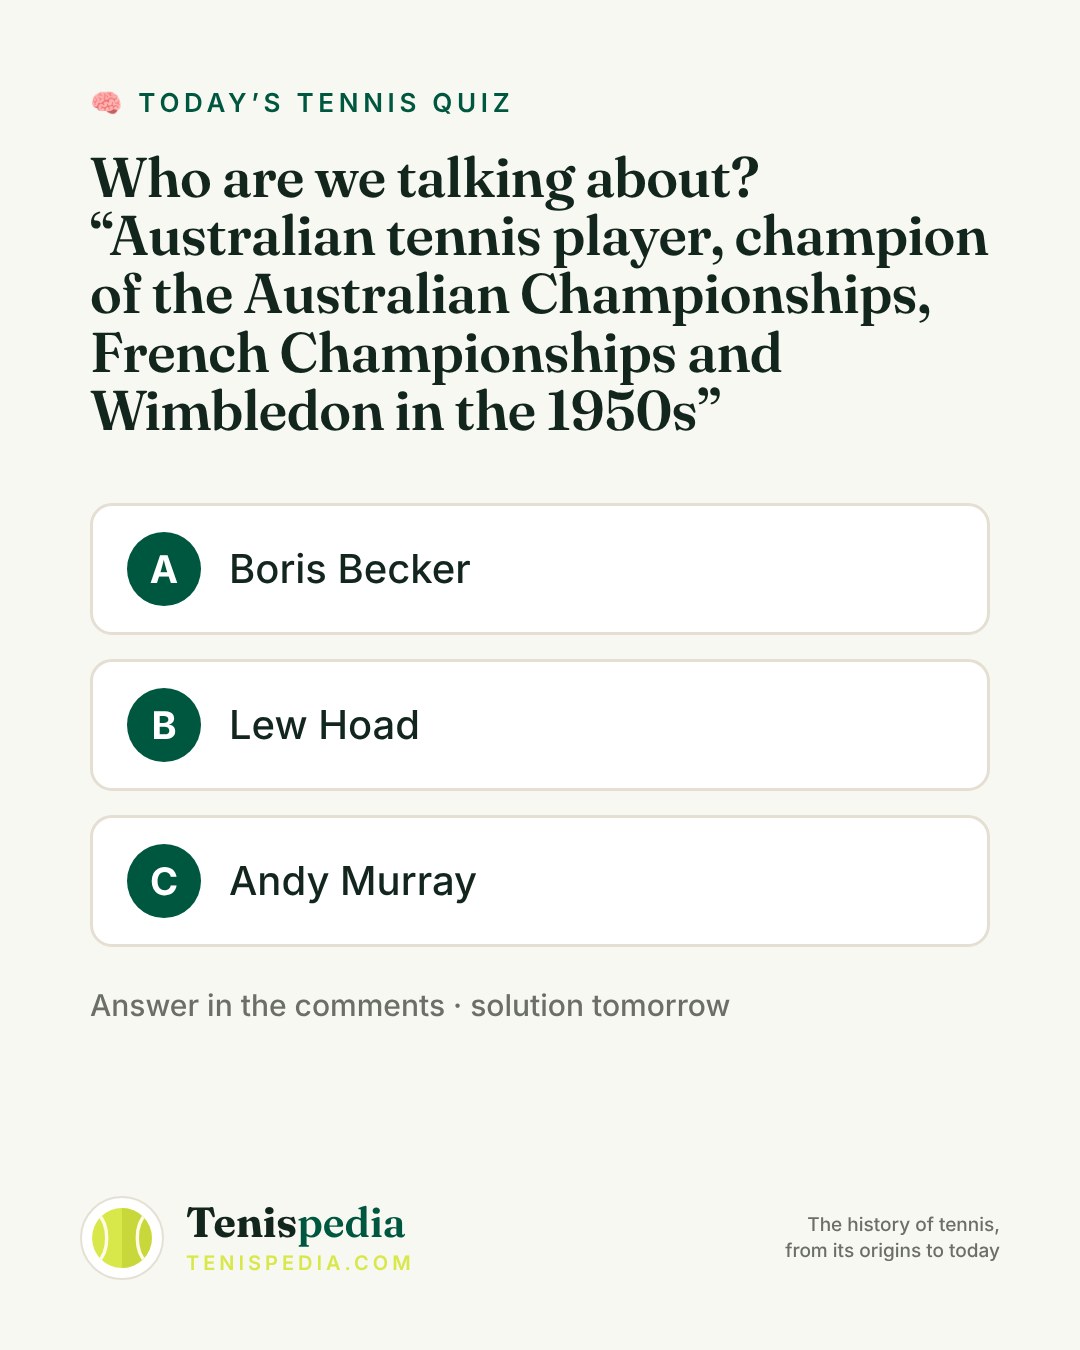 🧠 TODAY’S TENNIS QUIZ
Who are we talking about?
“Australian tennis player, champion
of the Australian Championships,
French Championships and
Wimbledon in the 1950s”
A Boris Becker
B Lew Hoad
C Andy Murray
Answer in the comments · solution tomorrow
Tenispedia
TENISPEDIA.COM
The history of tennis,
from its origins to today